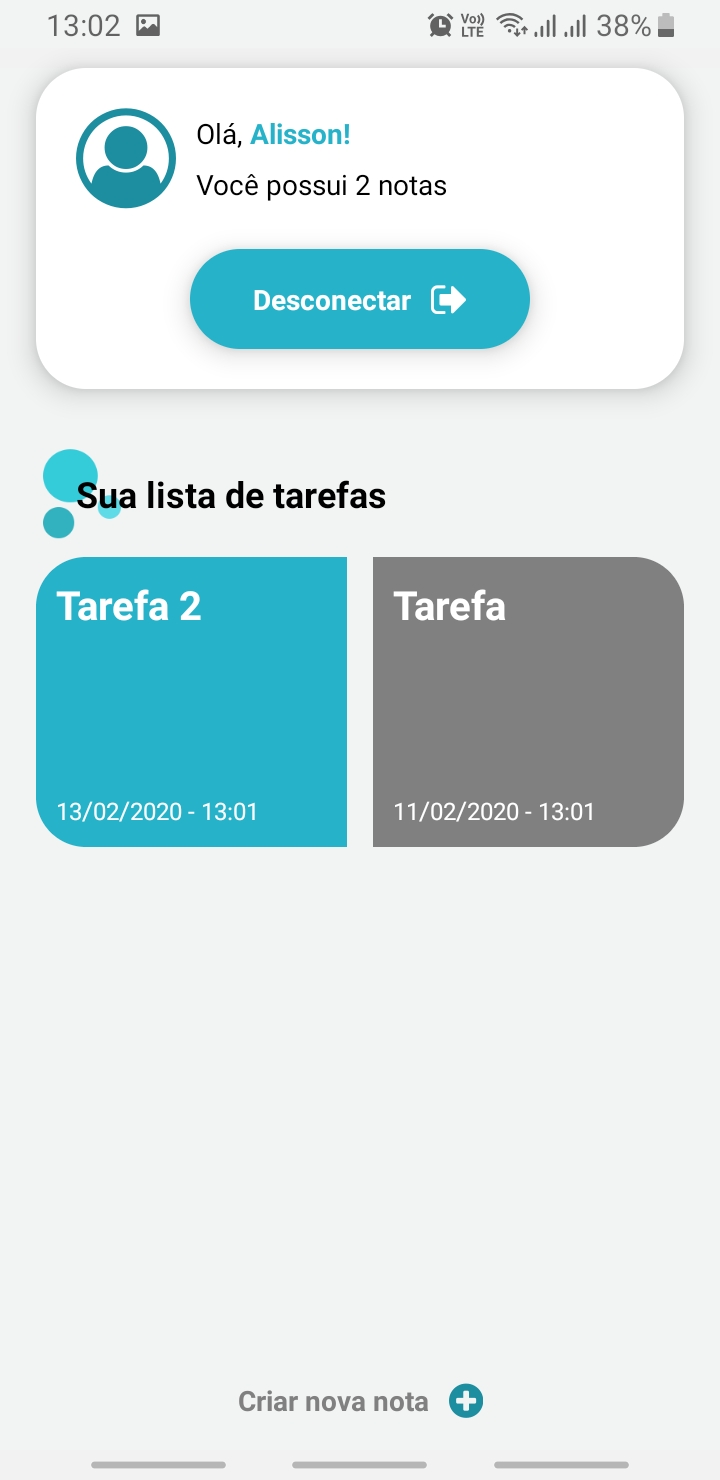 13:02 Vo)) LTE 38%
Olá, Alisson!
Você possui 2 notas
Desconectar
Sua lista de tarefas
Tarefa 2
Tarefa
13/02/2020 - 13:01
11/02/2020 - 13:01
Criar nova nota